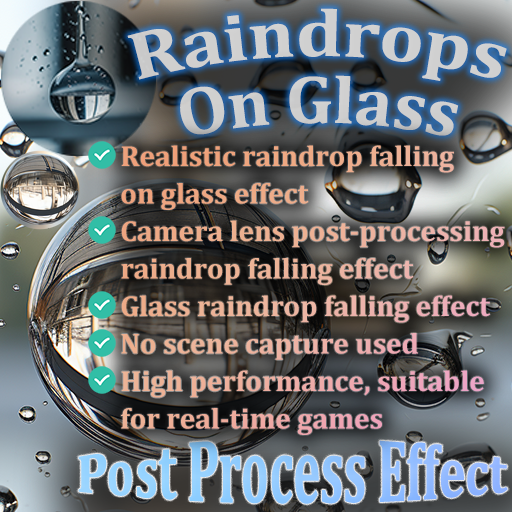 Raindrops
On Glass
Realistic raindrop falling
on glass effect
Camera lens post-processing
raindrop falling effect
Glass raindrop falling effect
No scene capture used
High performance, suitable
for real-time games
Post Process Effect